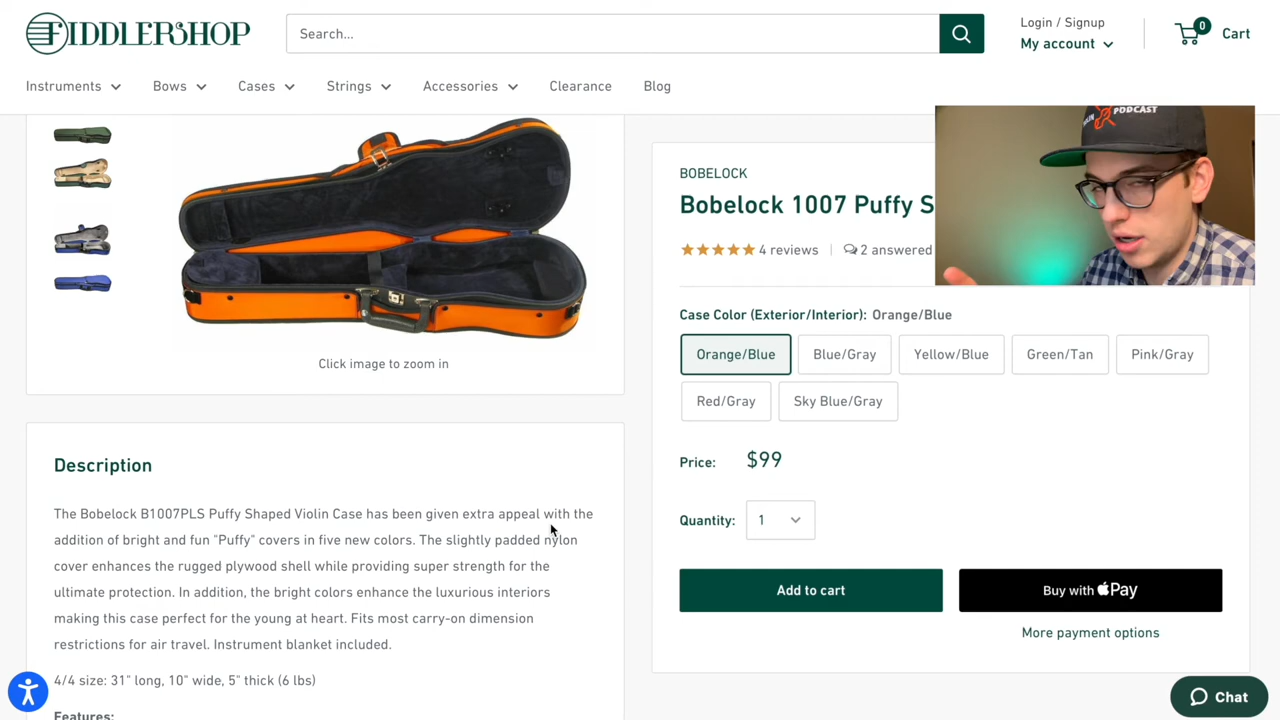 FIDDLERSHOP
Search...
Login / Signup
My account
0
Cart
Instruments
Bows
Cases
Strings
Accessories
Clearance
Blog
PODCAST
BOBELOCK
Bobelock 1007 Puffy S
4 reviews
2 answered
Case Color (Exterior/Interior): Orange/Blue
Orange/Blue
Blue/Gray
Yellow/Blue
Green/Tan
Pink/Gray
Red/Gray
Sky Blue/Gray
Price: $99
Quantity: 1
Add to cart
Buy with Pay
More payment options
Click image to zoom in
Description
The Bobelock B1007PLS Puffy Shaped Violin Case has been given extra appeal with the
addition of bright and fun "Puffy" covers in five new colors. The slightly padded nylon
cover enhances the rugged plywood shell while providing super strength for the
ultimate protection. In addition, the bright colors enhance the luxurious interiors
making this case perfect for the young at heart. Fits most carry-on dimension
restrictions for air travel. Instrument blanket included.
4/4 size: 31" long, 10" wide, 5" thick (6 lbs)
Features:
Chat